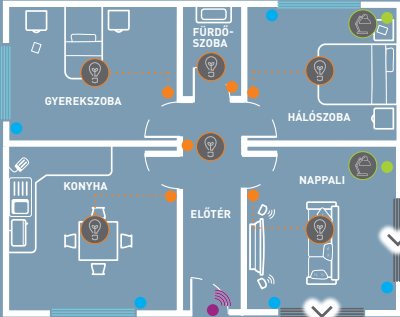 FÜRDŐ-
SZOBA
GYEREKSZOBA
HÁLÓSZOBA
KONYHA
NAPPALI
ELŐTÉR